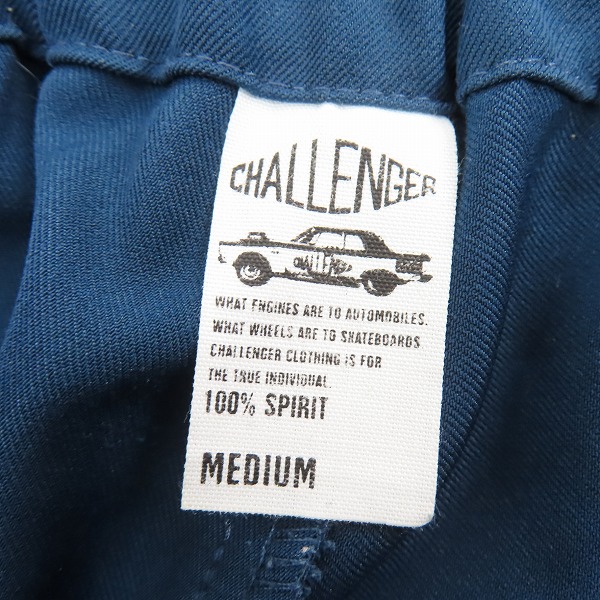 CHALLENGER
CHALLENGER
WHAT ENGINES ARE TO AUTOMOBILES.
WHAT WHEELS ARE TO SKATEBOARDS
CHALLENGER CLOTHING IS FOR
THE TRUE INDIVIDUAL.
100% SPIRIT
MEDIUM